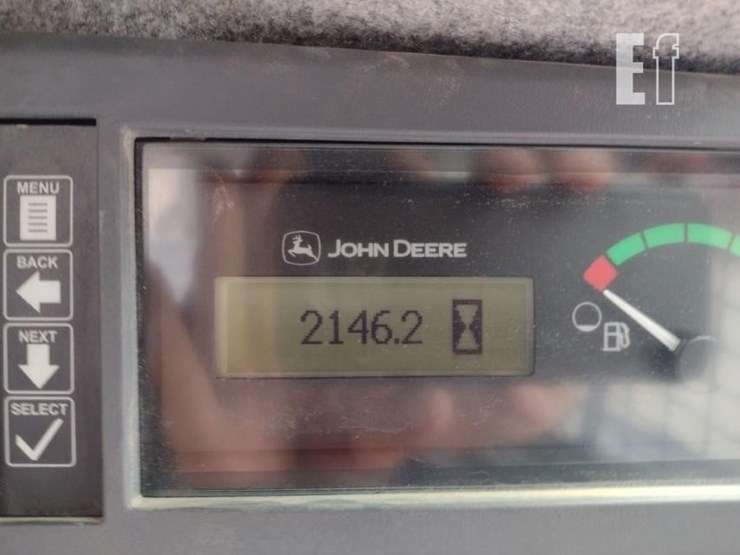 Ef
MENU
BACK
NEXT
SELECT
JOHN DEERE
2146.2